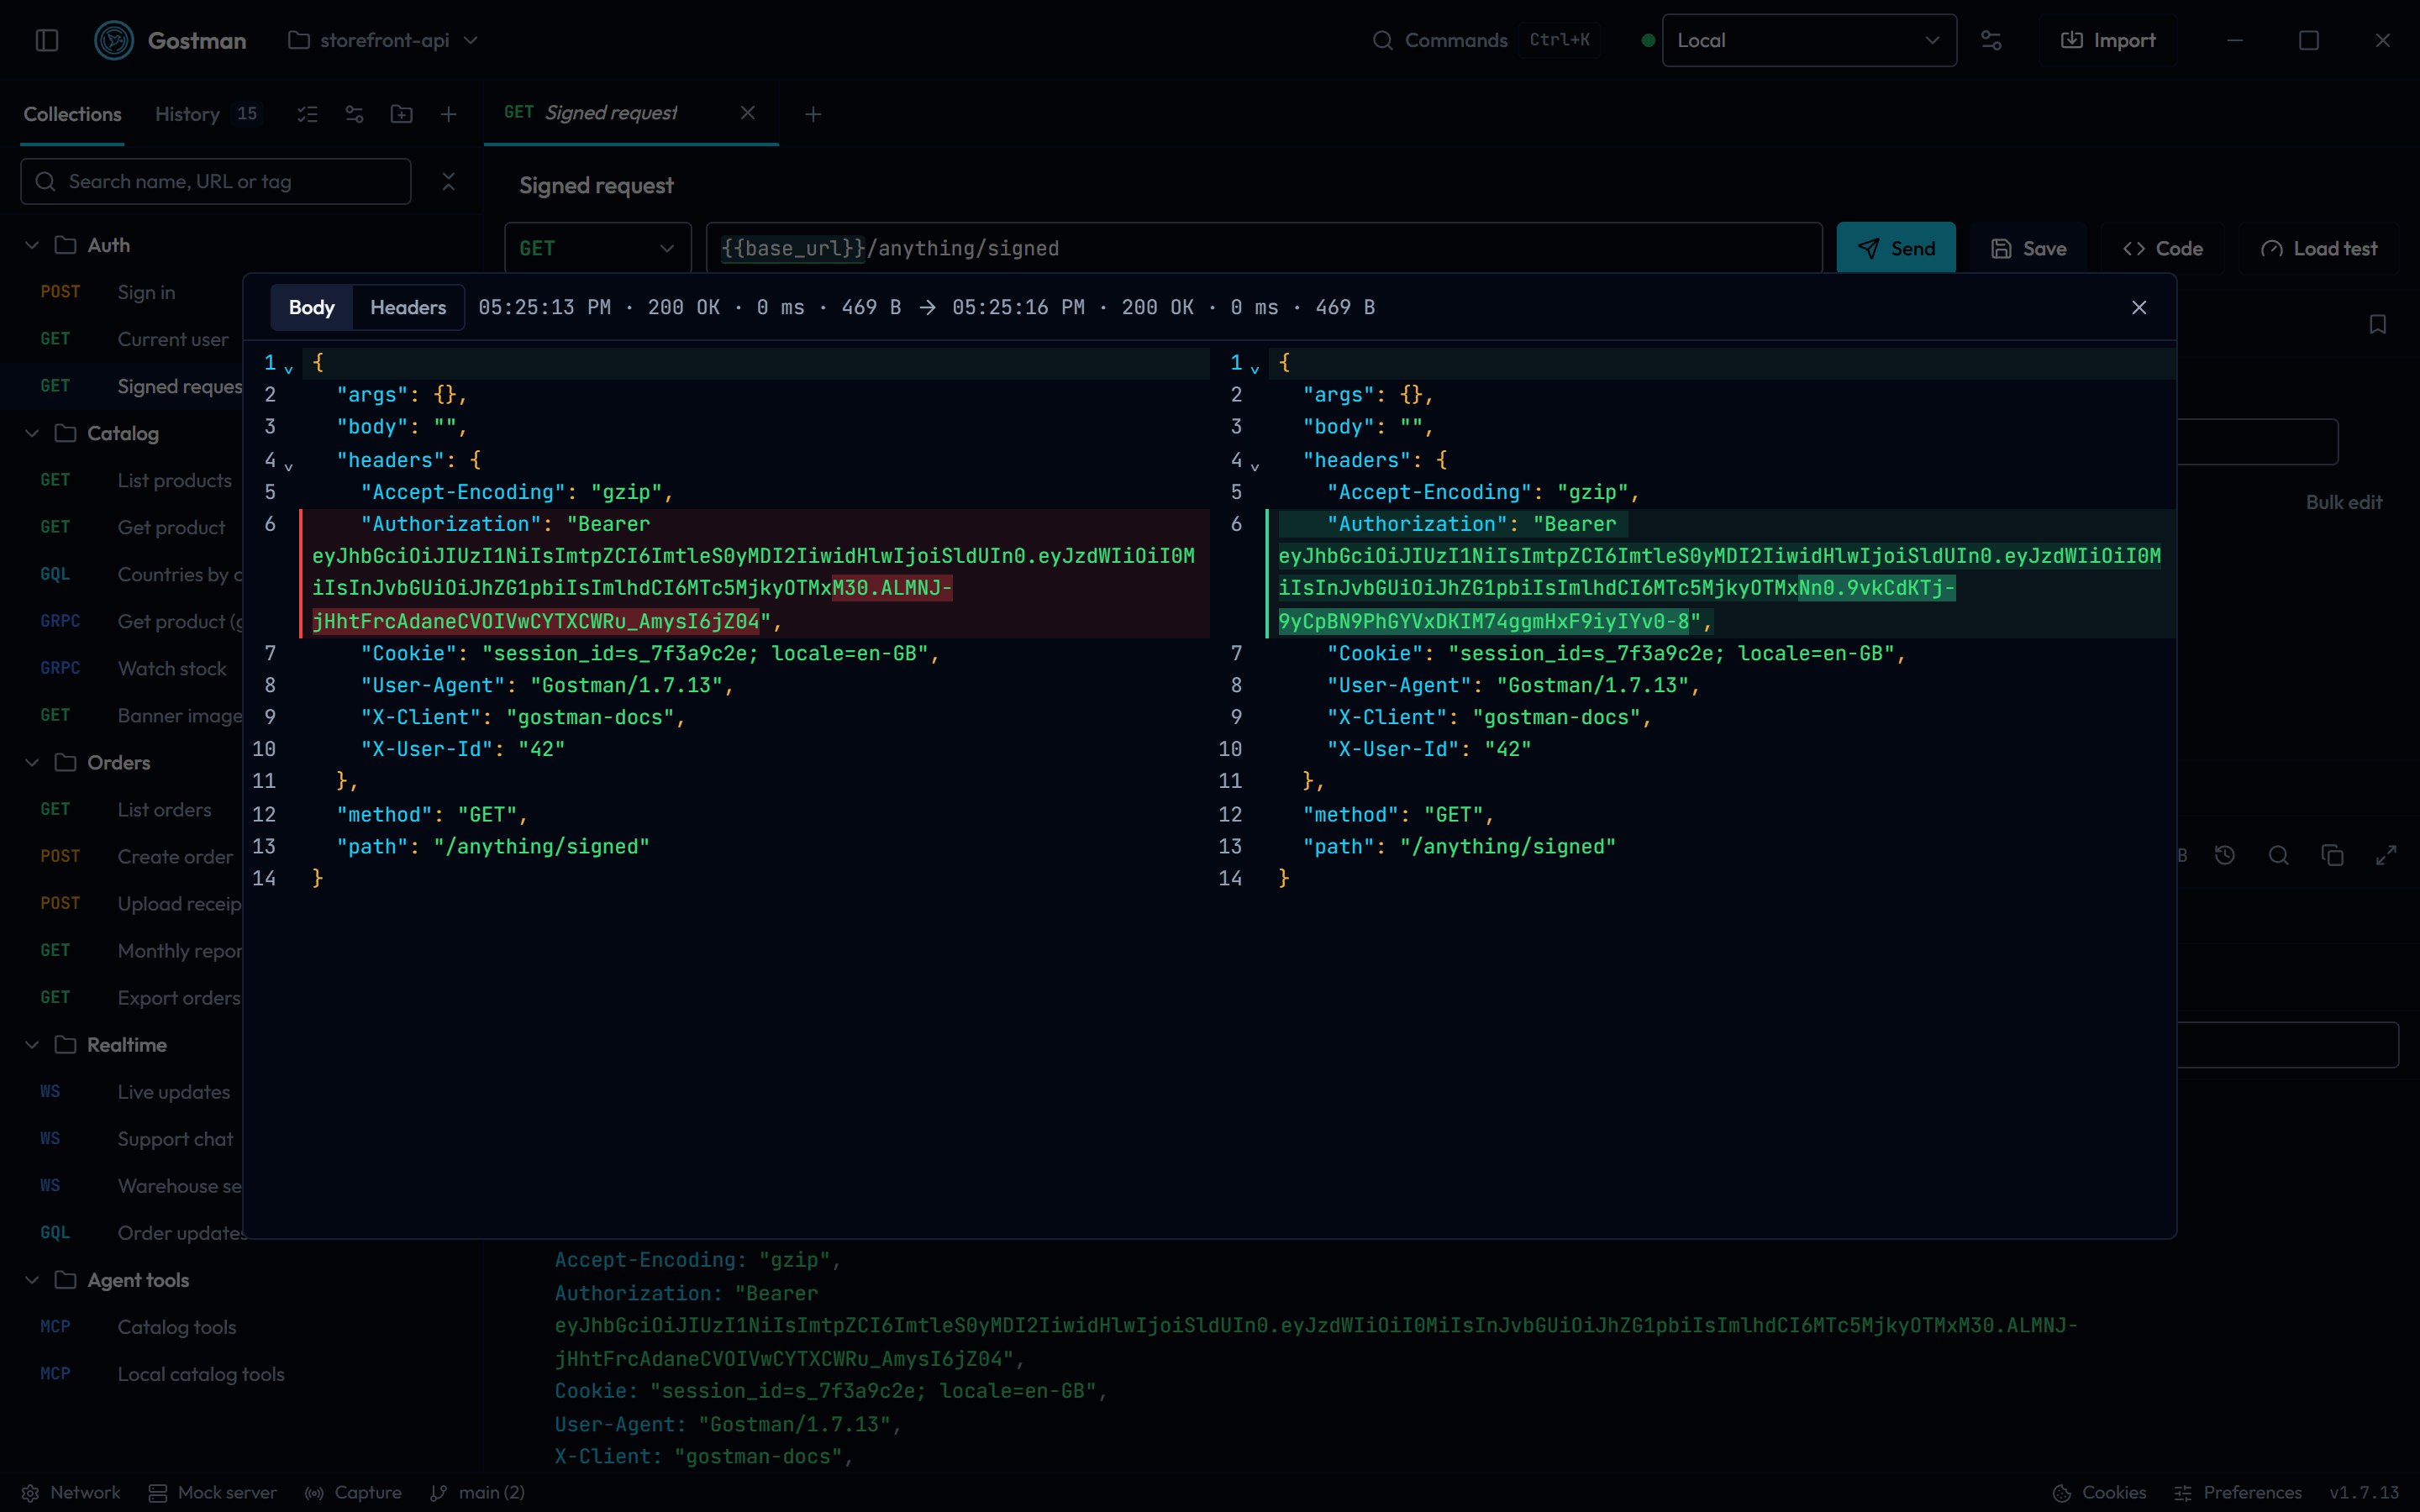 Gostman
storefront-api
Commands Ctrl+K
Local
Import
Collections
History 15
GET Signed request
Search name, URL or tag
Signed request
GET
{{base_url}}/anything/signed
Send
Save
Code
Load test
Auth
POST Sign in
GET Current user
GET Signed reques
Catalog
GET List products
GET Get product
GQL Countries by c
GRPC Get product (g
GRPC Watch stock
GET Banner image
Orders
GET List orders
POST Create order
POST Upload receip
GET Monthly repor
GET Export orders
Realtime
WS Live updates
WS Support chat
WS Warehouse se
GQL Order updates
Agent tools
MCP Catalog tools
MCP Local catalog tools
Bulk edit
B
Body Headers 05:25:13 PM · 200 OK · 0 ms · 469 B → 05:25:16 PM · 200 OK · 0 ms · 469 B
1 {
2 "args": {},
3 "body": "",
4 "headers": {
5 "Accept-Encoding": "gzip",
6 "Authorization": "Bearer
eyJhbGciOiJIUzI1NiIsImtpZCI6ImtleS0yMDI2IiwidHlwIjoiSldUIn0.eyJzdWIiOiI0M
iIsInJvbGUiOiJhZG1pbiIsImlhdCI6MTc5MjkyOTMxM30.ALMNJ-
jHhtFrcAdaneCVOIVwCYTXCWRu_AmysI6jZ04",
7 "Cookie": "session_id=s_7f3a9c2e; locale=en-GB",
8 "User-Agent": "Gostman/1.7.13",
9 "X-Client": "gostman-docs",
10 "X-User-Id": "42"
11 },
12 "method": "GET",
13 "path": "/anything/signed"
14 }
1 {
2 "args": {},
3 "body": "",
4 "headers": {
5 "Accept-Encoding": "gzip",
6 "Authorization": "Bearer
eyJhbGciOiJIUzI1NiIsImtpZCI6ImtleS0yMDI2IiwidHlwIjoiSldUIn0.eyJzdWIiOiI0M
iIsInJvbGUiOiJhZG1pbiIsImlhdCI6MTc5MjkyOTMxNn0.9vkCdKTj-
9yCpBN9PhGYVxDKIM74ggmHxF9iyIYv0-8",
7 "Cookie": "session_id=s_7f3a9c2e; locale=en-GB",
8 "User-Agent": "Gostman/1.7.13",
9 "X-Client": "gostman-docs",
10 "X-User-Id": "42"
11 },
12 "method": "GET",
13 "path": "/anything/signed"
14 }
Accept-Encoding: "gzip",
Authorization: "Bearer
eyJhbGciOiJIUzI1NiIsImtpZCI6ImtleS0yMDI2IiwidHlwIjoiSldUIn0.eyJzdWIiOiI0MiIsInJvbGUiOiJhZG1pbiIsImlhdCI6MTc5MjkyOTMxM30.ALMNJ-
jHhtFrcAdaneCVOIVwCYTXCWRu_AmysI6jZ04",
Cookie: "session_id=s_7f3a9c2e; locale=en-GB",
User-Agent: "Gostman/1.7.13",
X-Client: "gostman-docs",
Network
Mock server
Capture
main (2)
Cookies
Preferences
v1.7.13